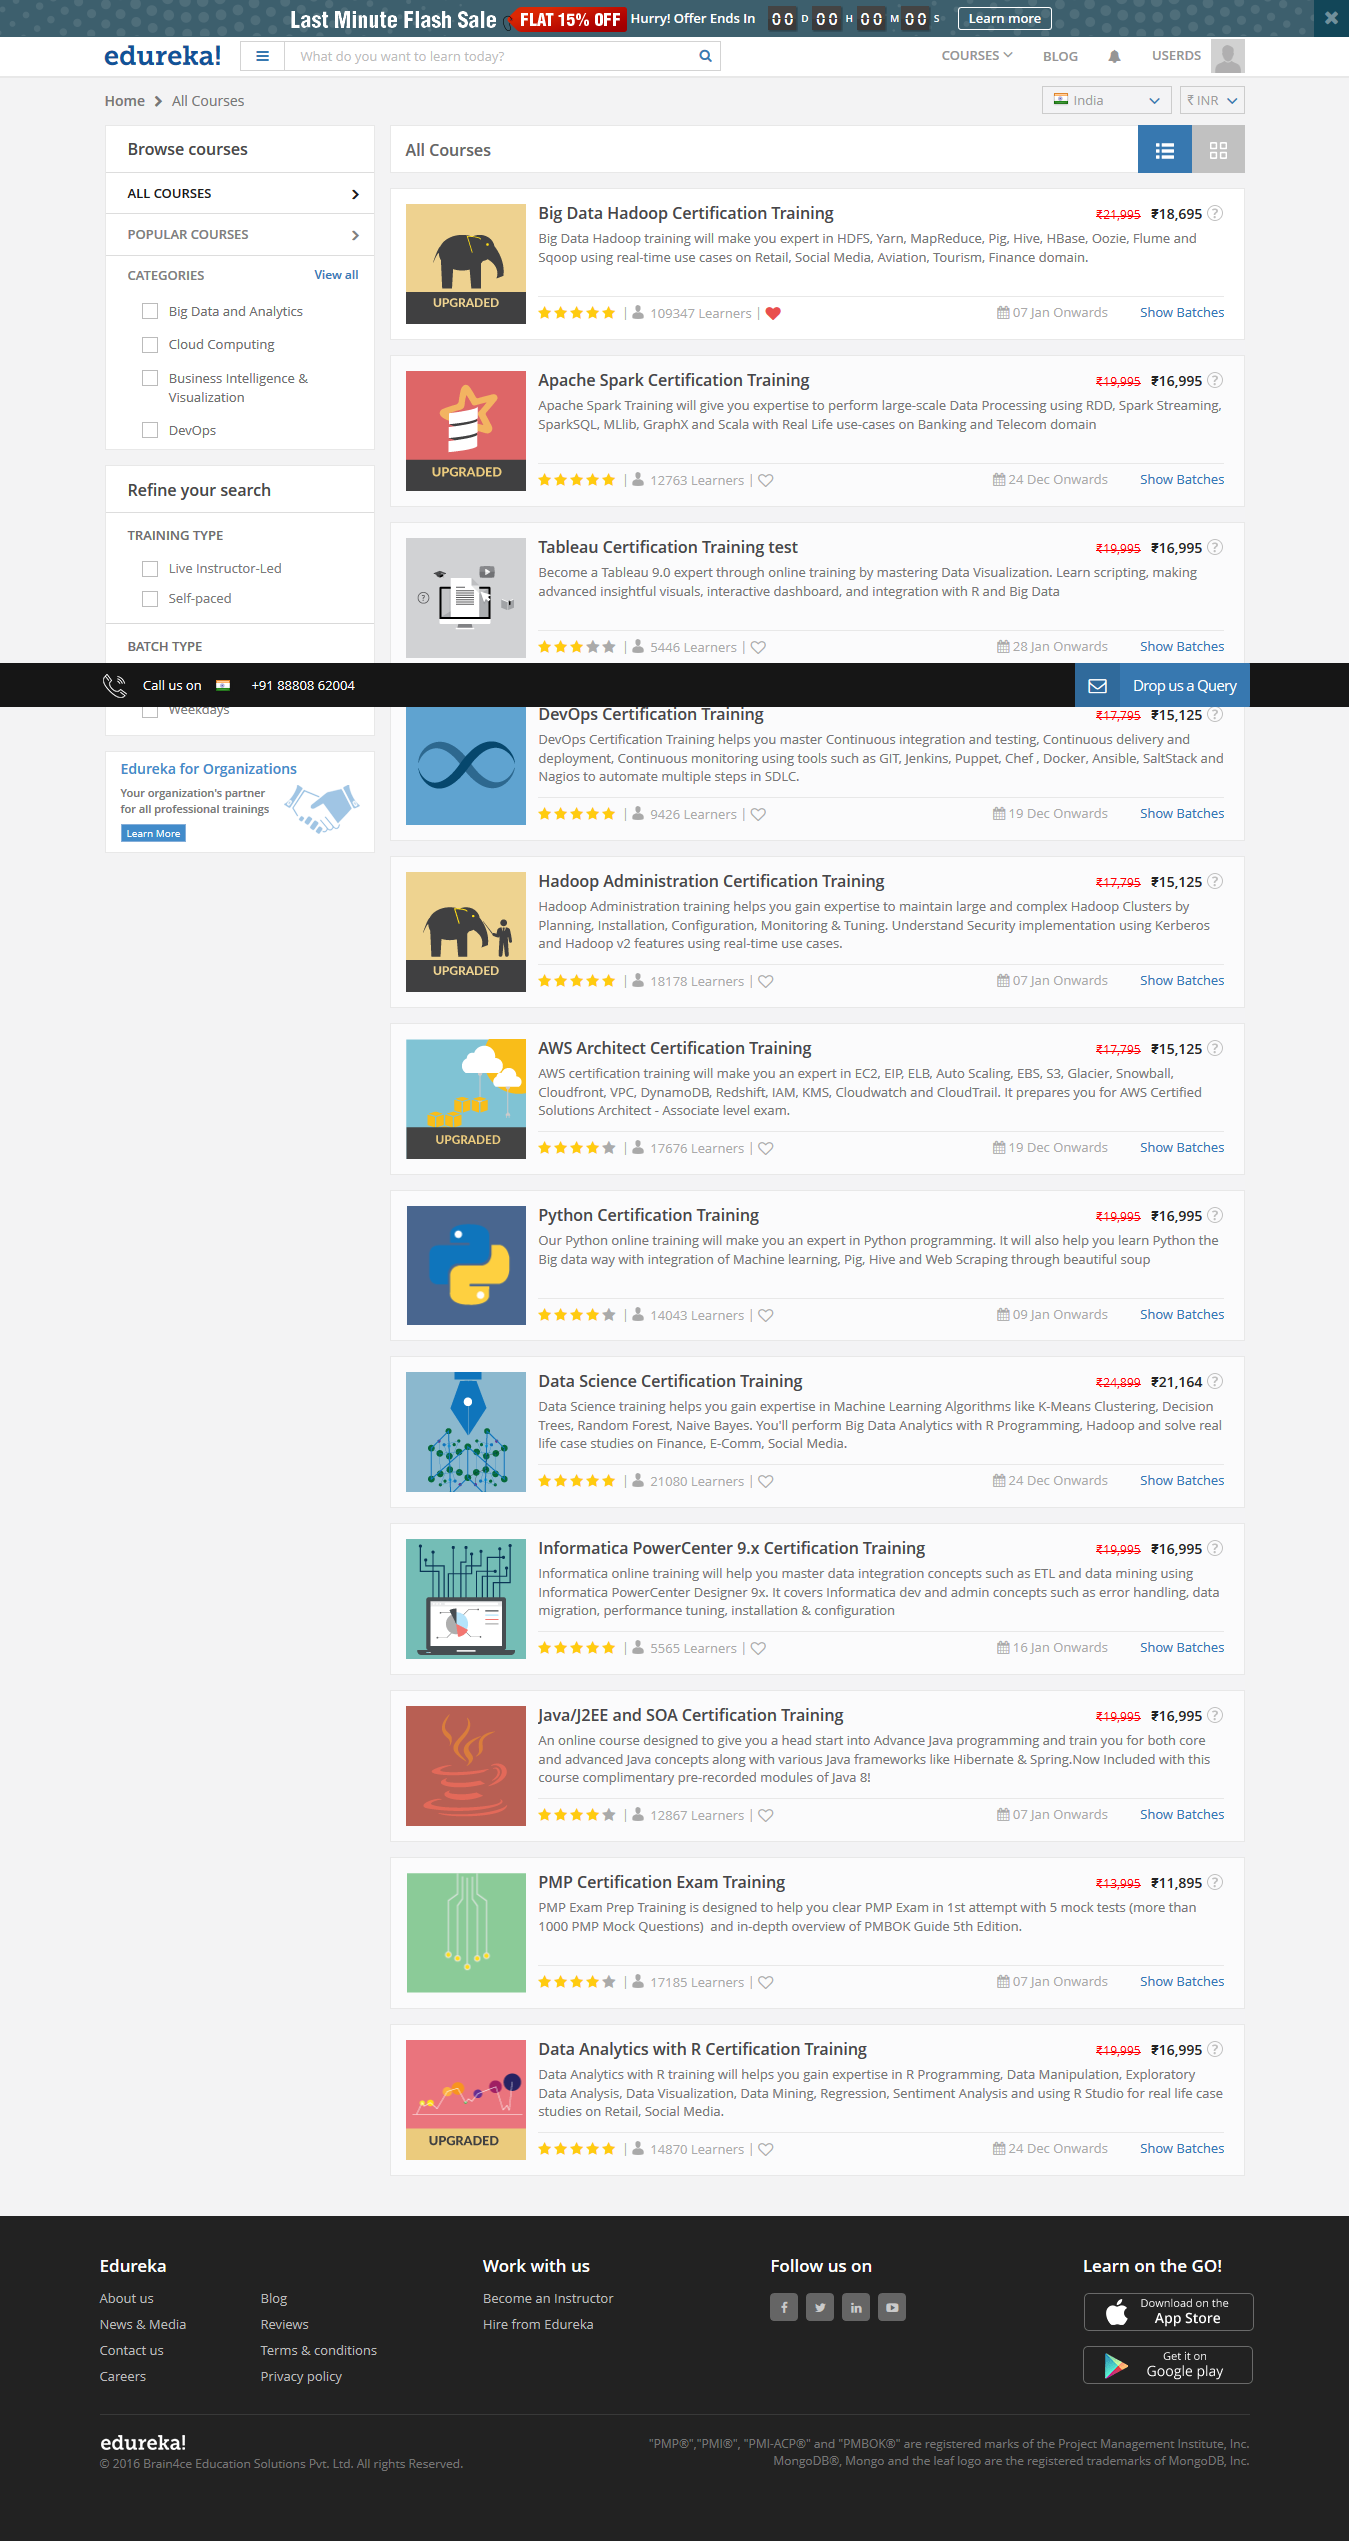 Last Minute Flash Sale FLAT 15% OFF Hurry! Offer Ends In 00 D 00 H 00 M 00 S Learn more
edureka! What do you want to learn today? COURSES BLOG USERDS
Home All Courses India ₹ INR
Browse courses
ALL COURSES
POPULAR COURSES
CATEGORIES View all
Big Data and Analytics
Cloud Computing
Business Intelligence &
Visualization
DevOps
Refine your search
TRAINING TYPE
Live Instructor-Led
Self-paced
BATCH TYPE
Weekdays
Edureka for Organizations
Your organization's partner
for all professional trainings
Learn More
All Courses
Big Data Hadoop Certification Training ₹21,995 ₹18,695 ?
Big Data Hadoop training will make you expert in HDFS, Yarn, MapReduce, Pig, Hive, HBase, Oozie, Flume and
Sqoop using real-time use cases on Retail, Social Media, Aviation, Tourism, Finance domain.
UPGRADED
| 109347 Learners | 07 Jan Onwards Show Batches
Apache Spark Certification Training ₹19,995 ₹16,995 ?
Apache Spark Training will give you expertise to perform large-scale Data Processing using RDD, Spark Streaming,
SparkSQL, MLlib, GraphX and Scala with Real Life use-cases on Banking and Telecom domain
UPGRADED
| 12763 Learners | 24 Dec Onwards Show Batches
Tableau Certification Training test ₹19,995 ₹16,995 ?
Become a Tableau 9.0 expert through online training by mastering Data Visualization. Learn scripting, making
advanced insightful visuals, interactive dashboard, and integration with R and Big Data
| 5446 Learners | 28 Jan Onwards Show Batches
Call us on +91 88808 62004 Drop us a Query
DevOps Certification Training ₹17,795 ₹15,125 ?
DevOps Certification Training helps you master Continuous integration and testing, Continuous delivery and
deployment, Continuous monitoring using tools such as GIT, Jenkins, Puppet, Chef , Docker, Ansible, SaltStack and
Nagios to automate multiple steps in SDLC.
| 9426 Learners | 19 Dec Onwards Show Batches
Hadoop Administration Certification Training ₹17,795 ₹15,125 ?
Hadoop Administration training helps you gain expertise to maintain large and complex Hadoop Clusters by
Planning, Installation, Configuration, Monitoring & Tuning. Understand Security implementation using Kerberos
and Hadoop v2 features using real-time use cases.
UPGRADED
| 18178 Learners | 07 Jan Onwards Show Batches
AWS Architect Certification Training ₹17,795 ₹15,125 ?
AWS certification training will make you an expert in EC2, EIP, ELB, Auto Scaling, EBS, S3, Glacier, Snowball,
Cloudfront, VPC, DynamoDB, Redshift, IAM, KMS, Cloudwatch and CloudTrail. It prepares you for AWS Certified
Solutions Architect - Associate level exam.
UPGRADED
| 17676 Learners | 19 Dec Onwards Show Batches
Python Certification Training ₹19,995 ₹16,995 ?
Our Python online training will make you an expert in Python programming. It will also help you learn Python the
Big data way with integration of Machine learning, Pig, Hive and Web Scraping through beautiful soup
| 14043 Learners | 09 Jan Onwards Show Batches
Data Science Certification Training ₹24,899 ₹21,164 ?
Data Science training helps you gain expertise in Machine Learning Algorithms like K-Means Clustering, Decision
Trees, Random Forest, Naive Bayes. You'll perform Big Data Analytics with R Programming, Hadoop and solve real
life case studies on Finance, E-Comm, Social Media.
| 21080 Learners | 24 Dec Onwards Show Batches
Informatica PowerCenter 9.x Certification Training ₹19,995 ₹16,995 ?
Informatica online training will help you master data integration concepts such as ETL and data mining using
Informatica PowerCenter Designer 9x. It covers Informatica dev and admin concepts such as error handling, data
migration, performance tuning, installation & configuration
| 5565 Learners | 16 Jan Onwards Show Batches
Java/J2EE and SOA Certification Training ₹19,995 ₹16,995 ?
An online course designed to give you a head start into Advance Java programming and train you for both core
and advanced Java concepts along with various Java frameworks like Hibernate & Spring.Now Included with this
course complimentary pre-recorded modules of Java 8!
| 12867 Learners | 07 Jan Onwards Show Batches
PMP Certification Exam Training ₹13,995 ₹11,895 ?
PMP Exam Prep Training is designed to help you clear PMP Exam in 1st attempt with 5 mock tests (more than
1000 PMP Mock Questions) and in-depth overview of PMBOK Guide 5th Edition.
| 17185 Learners | 07 Jan Onwards Show Batches
Data Analytics with R Certification Training ₹19,995 ₹16,995 ?
Data Analytics with R training will helps you gain expertise in R Programming, Data Manipulation, Exploratory
Data Analysis, Data Visualization, Data Mining, Regression, Sentiment Analysis and using R Studio for real life case
studies on Retail, Social Media.
UPGRADED
| 14870 Learners | 24 Dec Onwards Show Batches
Edureka
About us Blog
News & Media Reviews
Contact us Terms & conditions
Careers Privacy policy
Work with us
Become an Instructor
Hire from Edureka
Follow us on
Learn on the GO!
Download on the
App Store
Get it on
Google play
edureka!
© 2016 Brain4ce Education Solutions Pvt. Ltd. All rights Reserved.
"PMP®","PMI®", "PMI-ACP®" and "PMBOK®" are registered marks of the Project Management Institute, Inc.
MongoDB®, Mongo and the leaf logo are the registered trademarks of MongoDB, Inc.